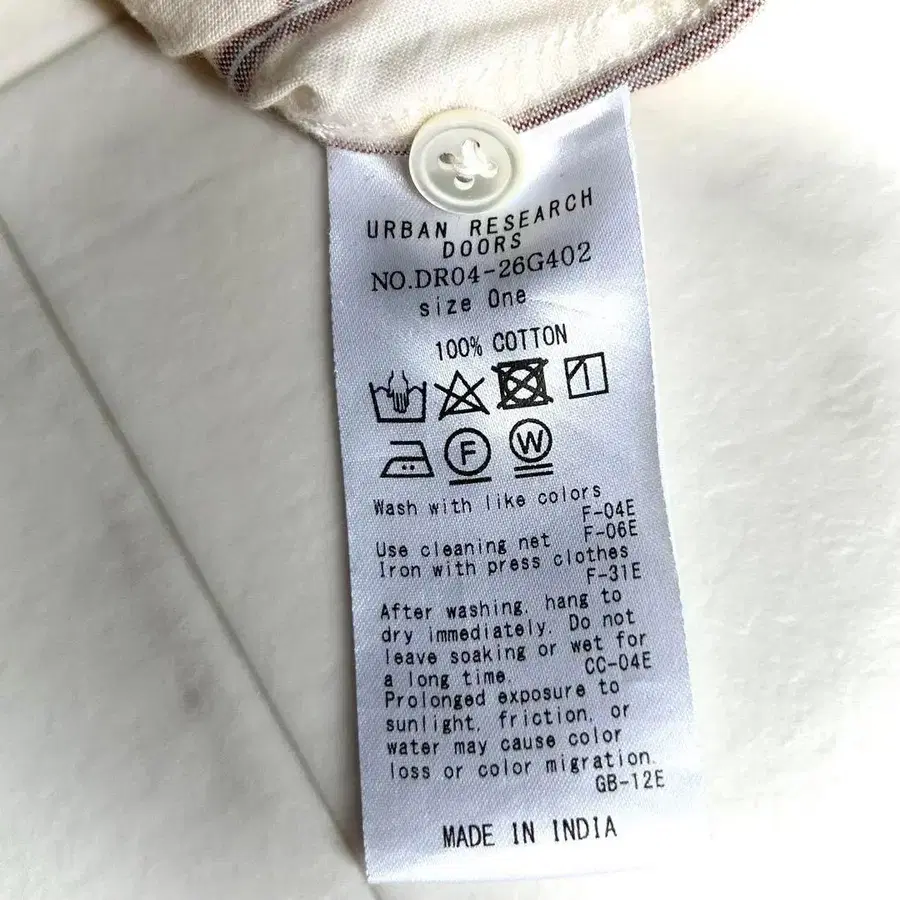 URBAN RESEARCH
DOORS
NO.DR04-26G402
size One
100% COTTON
F W
Wash with like colors
F-04E
Use cleaning net F-06E
Iron with press clothes
F-31E
After washing, hang to
dry immediately. Do not
leave soaking or wet for
a long time. CC-04E
Prolonged exposure to
sunlight, friction, or
water may cause color
loss or color migration.
GB-12E
MADE IN INDIA